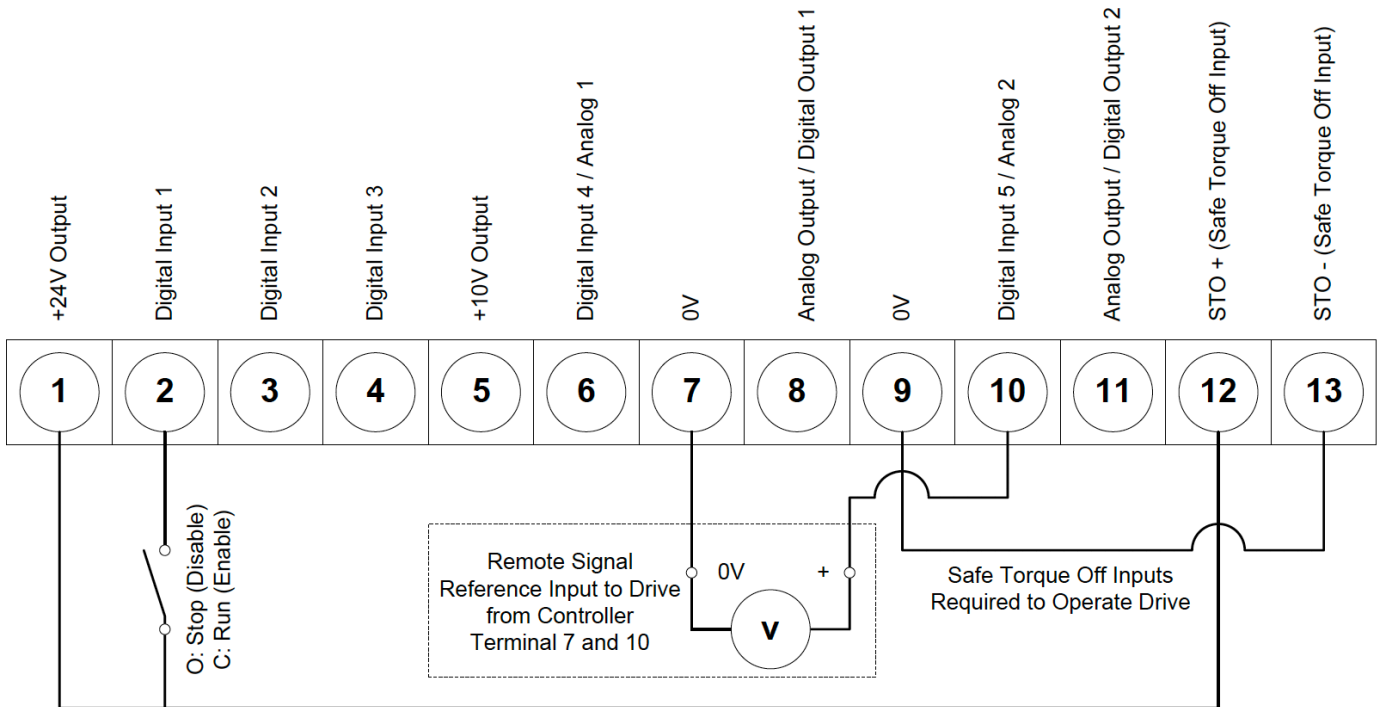 +24V Output
Digital Input 1
Digital Input 2
Digital Input 3
+10V Output
Digital Input 4 / Analog 1
0V
Analog Output / Digital Output 1
0V
Digital Input 5 / Analog 2
Analog Output / Digital Output 2
STO + (Safe Torque Off Input)
STO - (Safe Torque Off Input)
1
2
3
4
5
6
7
8
9
10
11
12
13
O: Stop (Disable)
C: Run (Enable)
Remote Signal
Reference Input to Drive
from Controller
Terminal 7 and 10
0V
+
V
Safe Torque Off Inputs
Required to Operate Drive